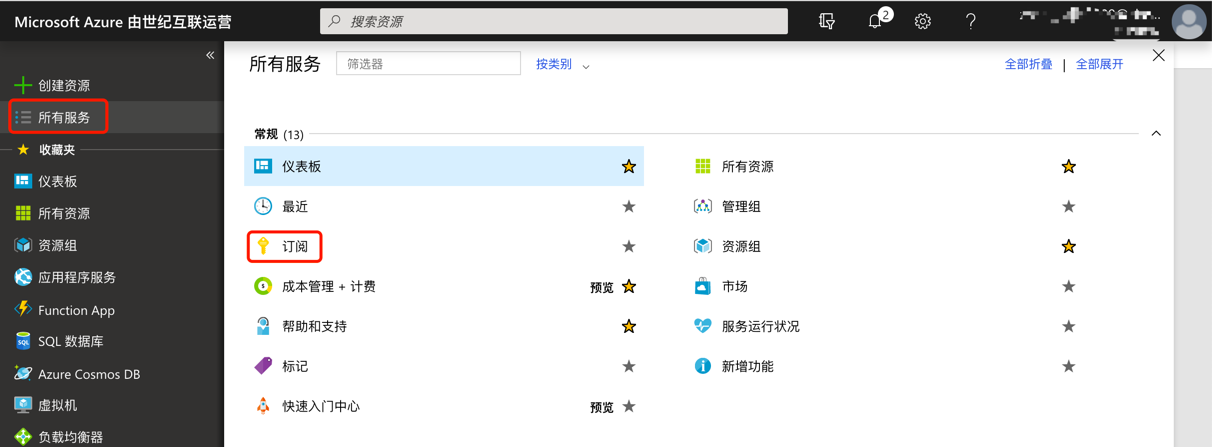 Microsoft Azure 由世纪互联运营
搜索资源
2
«
创建资源
所有服务
收藏夹
仪表板
所有资源
资源组
应用程序服务
Function App
SQL 数据库
Azure Cosmos DB
虚拟机
负载均衡器
所有服务
筛选器
按类别
全部折叠 | 全部展开
常规 (13)
仪表板
所有资源
最近
管理组
订阅
资源组
成本管理 + 计费 预览
市场
帮助和支持
服务运行状况
标记
新增功能
快速入门中心 预览